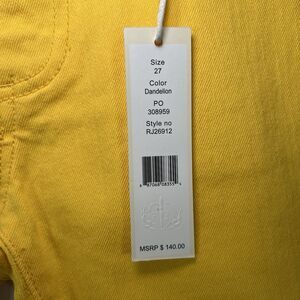 Size
27
Color
Dandelion
PO
308959
Style no
RJ26912
MSRP $ 140.00